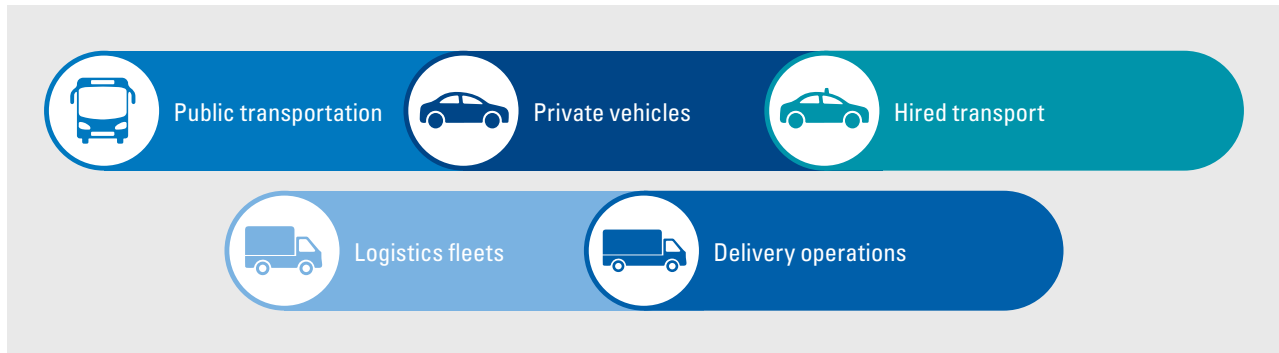 Public transportation
Private vehicles
Hired transport
Logistics fleets
Delivery operations